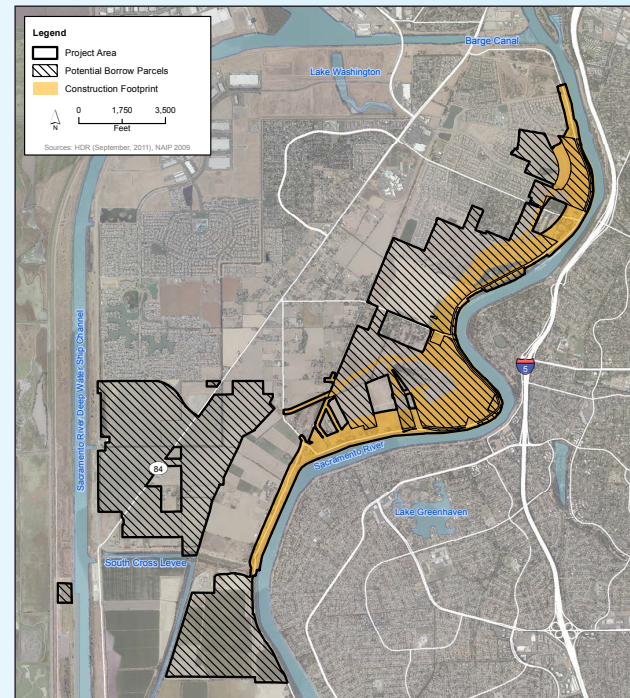 Legend
Project Area
Potential Borrow Parcels
Construction Footprint
N
0 1,750 3,500
Feet
Sources: HDR (September, 2011), NAIP 2009
Barge Canal
Lake Washington
Sacramento River Deep Water Ship Channel
5
84
Sacramento River
Lake Greenhaven
South Cross Levee